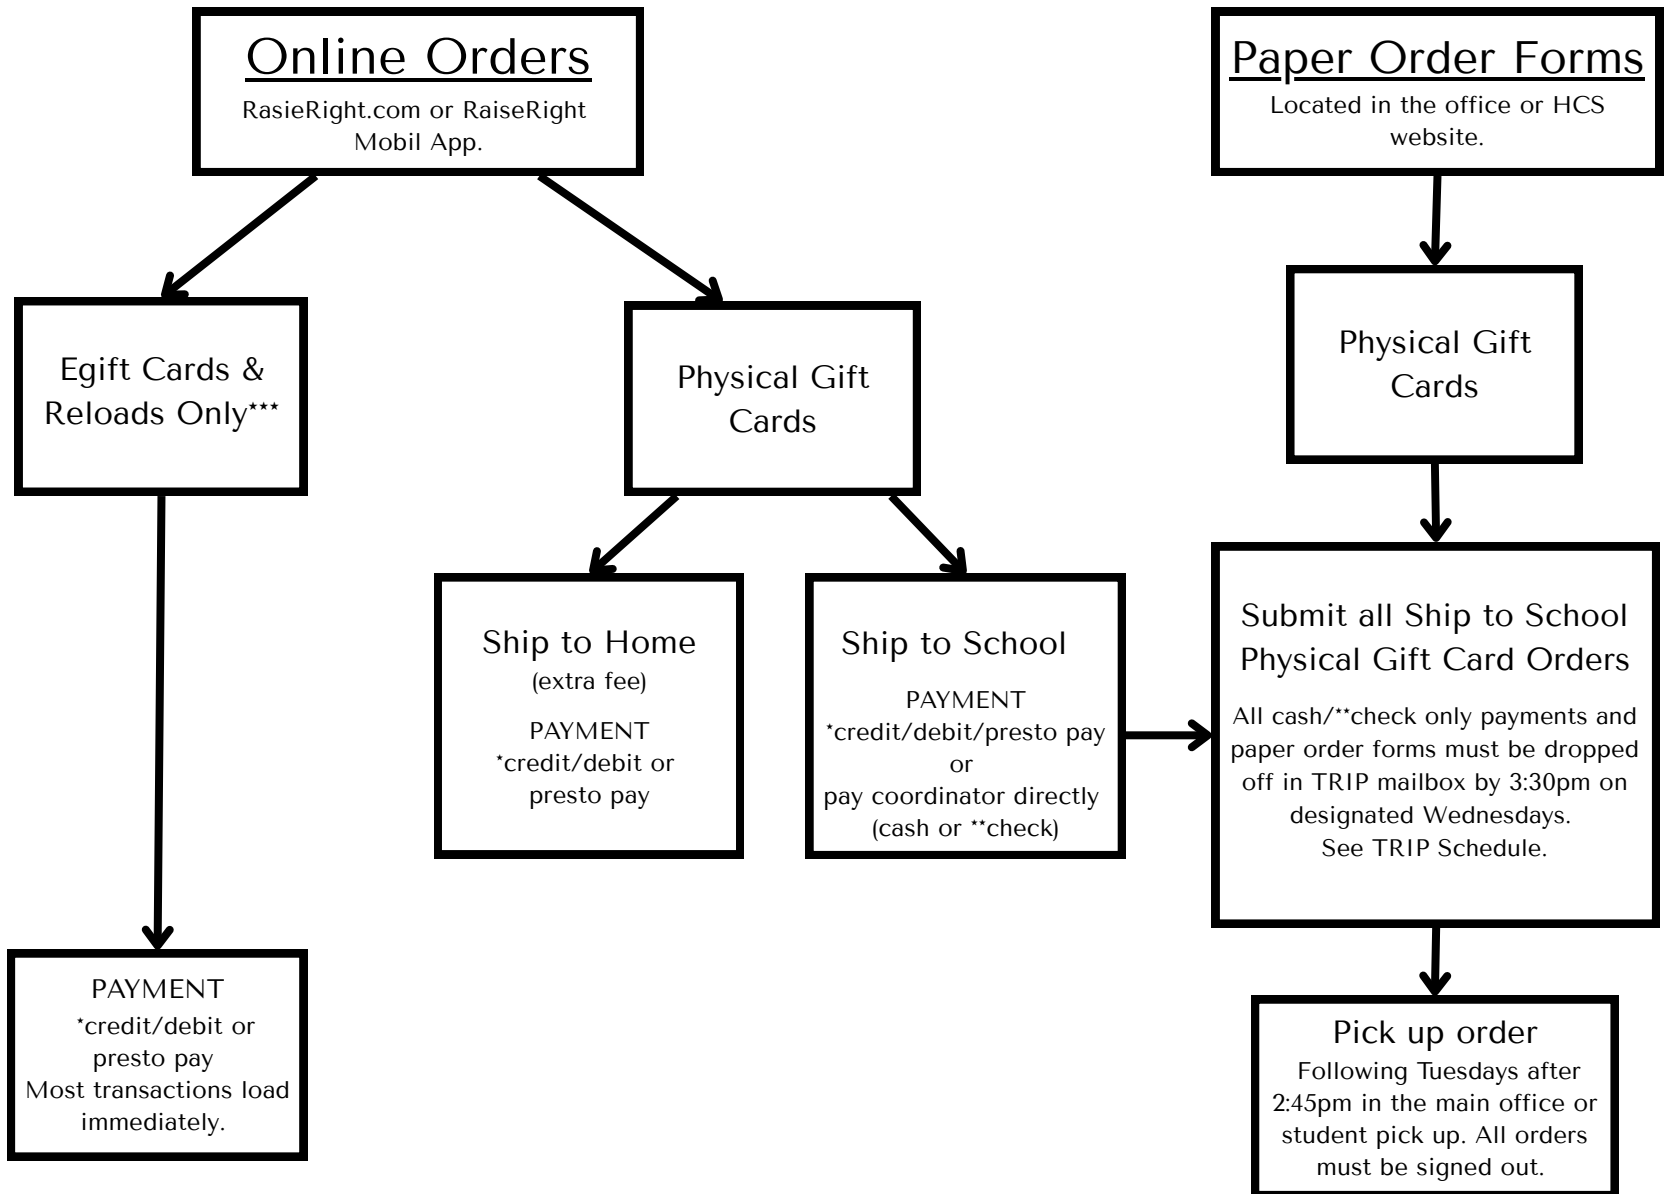 Online Orders
RasieRight.com or RaiseRight
Mobil App.
Paper Order Forms
Located in the office or HCS
website.
Egift Cards &
Reloads Only***
Physical Gift
Cards
Physical Gift
Cards
Ship to Home
(extra fee)
PAYMENT
*credit/debit or
presto pay
Ship to School
PAYMENT
*credit/debit/presto pay
or
pay coordinator directly
(cash or **check)
Submit all Ship to School
Physical Gift Card Orders
All cash/**check only payments and
paper order forms must be dropped
off in TRIP mailbox by 3:30pm on
designated Wednesdays.
See TRIP Schedule.
PAYMENT
*credit/debit or
presto pay
Most transactions load
immediately.
Pick up order
Following Tuesdays after
2:45pm in the main office or
student pick up. All orders
must be signed out.